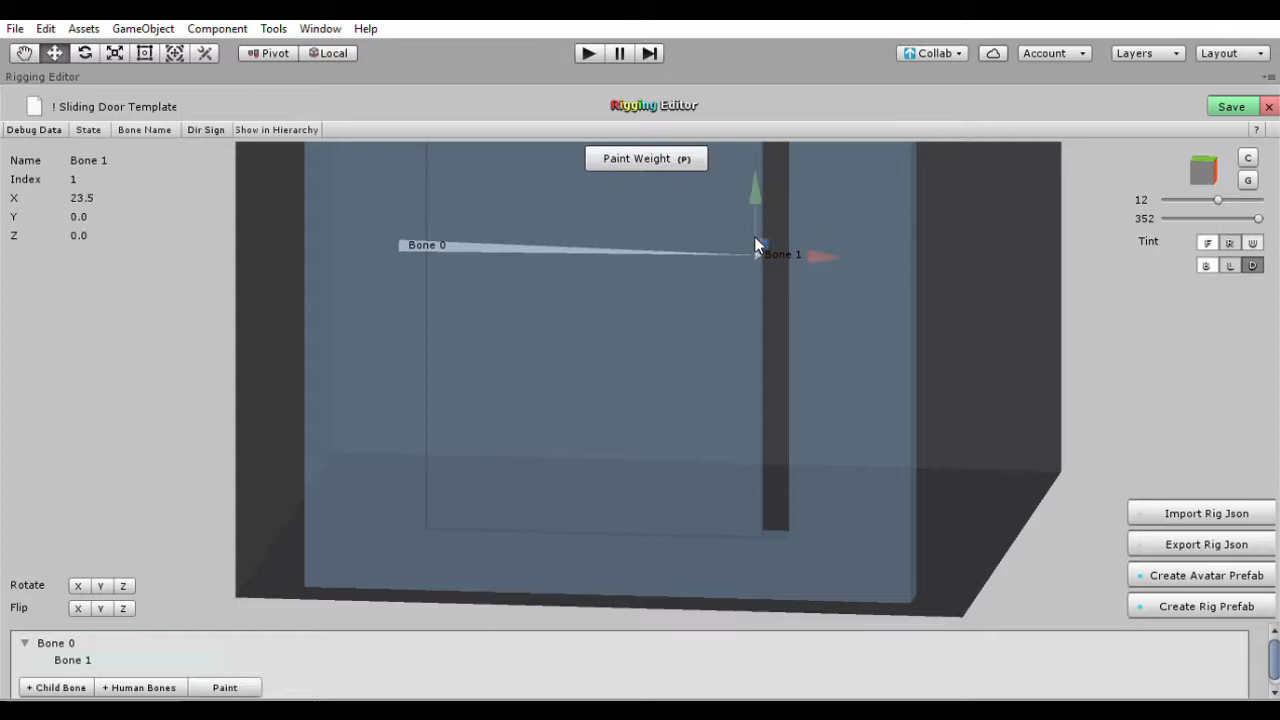 File Edit Assets GameObject Component Tools Window Help
Pivot Local Collab Account Layers Layout
Rigging Editor
! Sliding Door Template Rigging Editor Save ×
Debug Data State Bone Name Dir Sign Show in Hierarchy ?
Name Bone 1 Paint Weight (P) C
Index 1 G
X 23.5 12
Y 0.0 352
Z 0.0 Tint F R W
Bone 0 Bone 1 B L D
Import Rig Json
Export Rig Json
Create Avatar Prefab
Rotate X Y Z
Create Rig Prefab
Flip X Y Z
Bone 0
Bone 1
+ Child Bone + Human Bones Paint